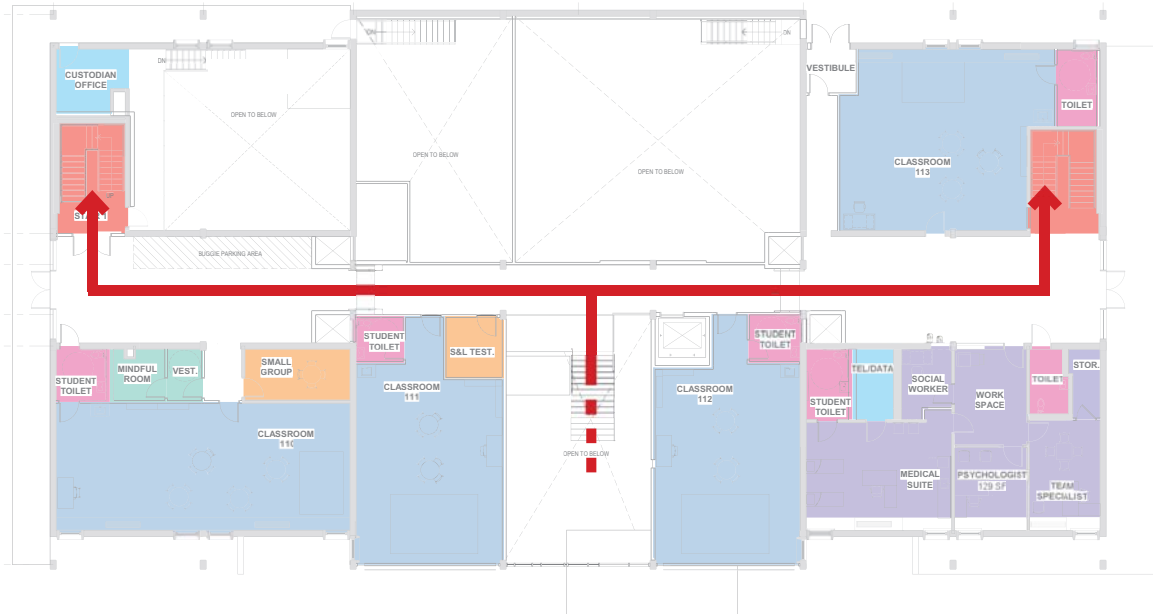 DN
DN
DN
VESTIBULE
CUSTODIAN
OFFICE
TOILET
OPEN TO BELOW
OPEN TO BELOW
OPEN TO BELOW
CLASSROOM
113
UP
BUGGIE PARKING AREA
STUDENT
TOILET
S&L TEST.
STUDENT
TOILET
MINDFUL
ROOM
VEST.
SMALL
GROUP
STUDENT
TOILET
CLASSROOM
111
CLASSROOM
112
TEL/DATA
SOCIAL
WORKER
WORK
SPACE
TOILET
STOR.
STUDENT
TOILET
CLASSROOM
110
OPEN TO BELOW
MEDICAL
SUITE
PSYCHOLOGIST
129 SF
TEAM
SPECIALIST